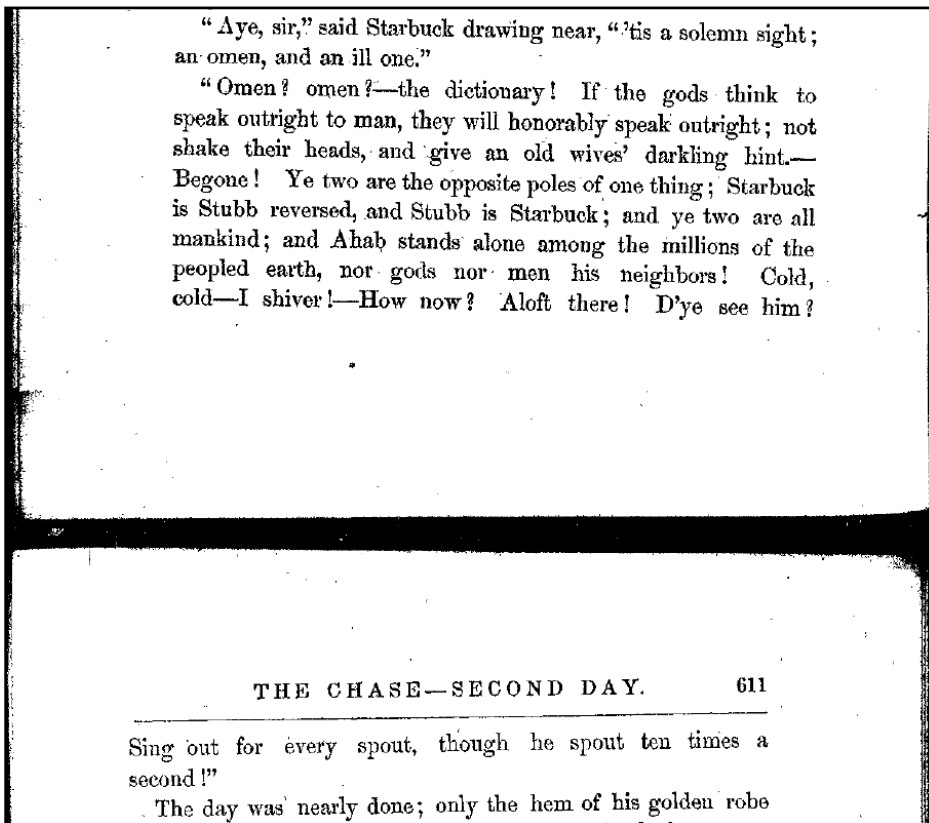 “Aye, sir,” said Starbuck drawing near, “’tis a solemn sight;
an omen, and an ill one.”
“Omen? omen?—the dictionary! If the gods think to
speak outright to man, they will honorably speak outright; not
shake their heads, and give an old wives’ darkling hint.—
Begone! Ye two are the opposite poles of one thing; Starbuck
is Stubb reversed, and Stubb is Starbuck; and ye two are all
mankind; and Ahab stands alone among the millions of the
peopled earth, nor gods nor men his neighbors! Cold,
cold—I shiver!—How now? Aloft there! D’ye see him?
THE CHASE—SECOND DAY. 611
Sing out for every spout, though he spout ten times a
second!”
The day was nearly done; only the hem of his golden robe